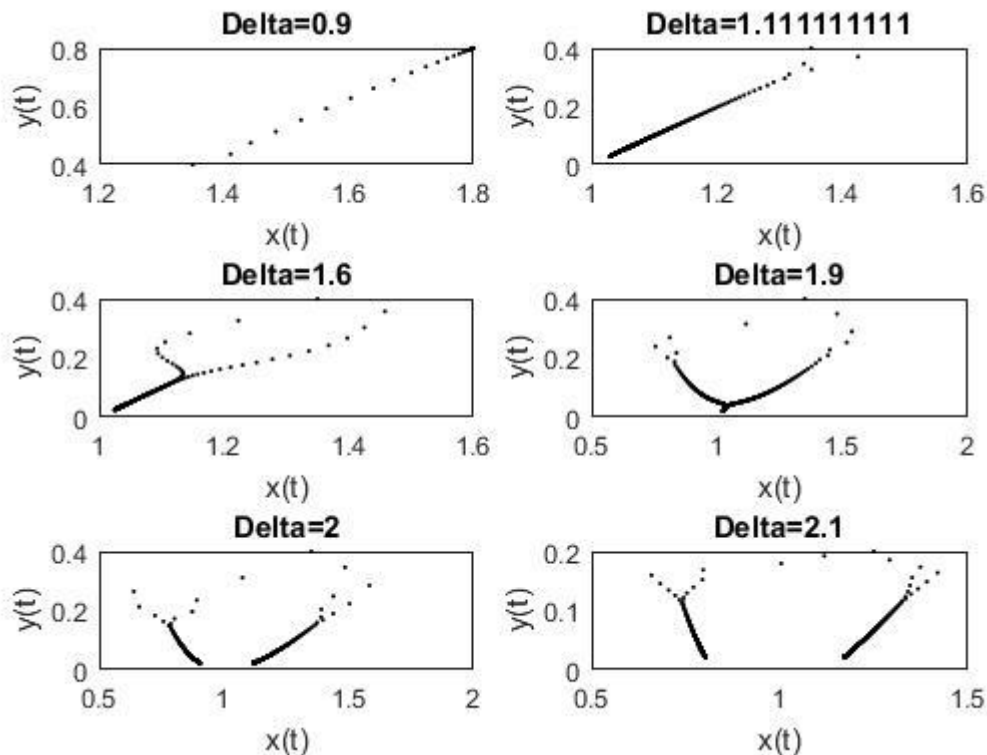 Delta=0.9
0.8
0.6
0.4
y(t)
1.2 1.4 1.6 1.8
x(t)
Delta=1.111111111
0.4
0.2
0
y(t)
1 1.2 1.4 1.6
x(t)
Delta=1.6
0.4
0.2
0
y(t)
1 1.2 1.4 1.6
x(t)
Delta=1.9
0.4
0.2
0
y(t)
0.5 1 1.5 2
x(t)
Delta=2
0.4
0.2
0
y(t)
0.5 1 1.5 2
x(t)
Delta=2.1
0.2
0.1
0
y(t)
0.5 1 1.5
x(t)